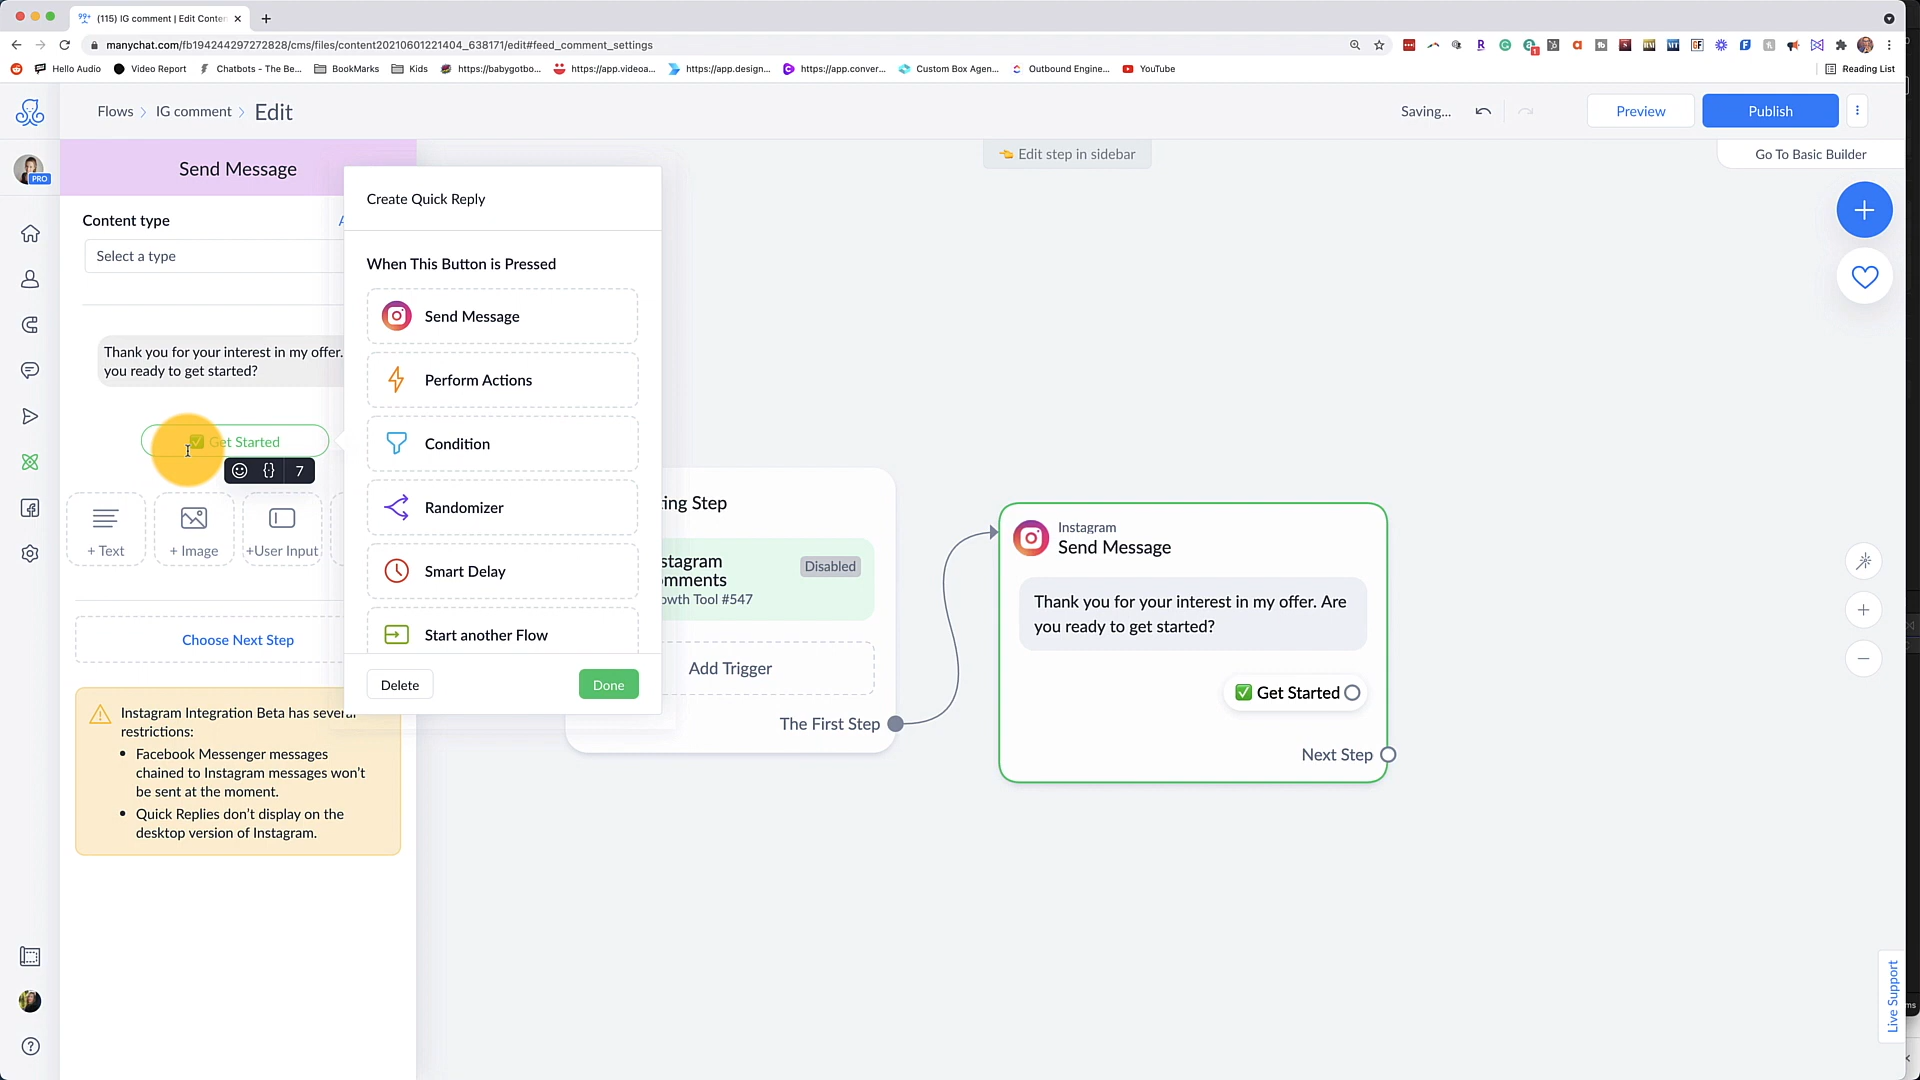 (115) IG comment | Edit Conten
manychat.com/fb194244297272828/cms/files/content20210601221404_638171/edit#feed_comment_settings
Hello Audio
Video Report
Chatbots - The Be...
BookMarks
Kids
https://babygotbo...
https://app.videoa...
https://app.design...
https://app.conver...
Custom Box Agen...
Outbound Engine...
YouTube
Reading List
Flows
IG comment
Edit
Saving...
Preview
Publish
PRO
Send Message
Edit step in sidebar
Go To Basic Builder
Content type
Select a type
Thank you for your interest in my offer.
you ready to get started?
Get Started
7
+ Text
+ Image
+User Input
Choose Next Step
Instagram Integration Beta has several
restrictions:
• Facebook Messenger messages
chained to Instagram messages won't
be sent at the moment.
• Quick Replies don't display on the
desktop version of Instagram.
Create Quick Reply
When This Button is Pressed
Send Message
Perform Actions
Condition
Randomizer
Smart Delay
Start another Flow
Delete
Done
ing Step
stagram
mments
wth Tool #547
Disabled
Add Trigger
The First Step
Instagram
Send Message
Thank you for your interest in my offer. Are
you ready to get started?
✅ Get Started
Next Step
Live Support